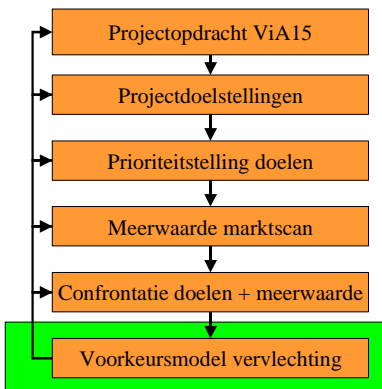 Projectopdracht ViA15
Projectdoelstellingen
Prioriteitstelling doelen
Meerwaarde marktscan
Confrontatie doelen + meerwaarde
Voorkeursmodel vervlechting